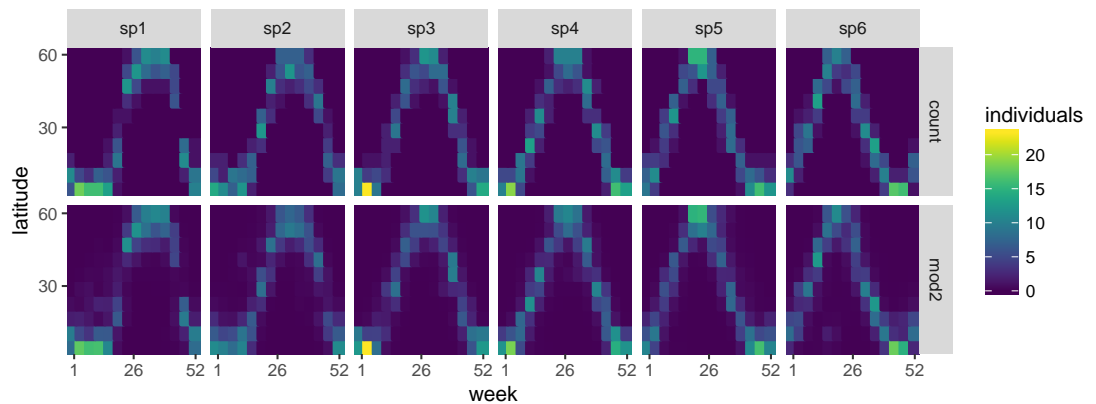 sp1 sp2 sp3 sp4 sp5 sp6
60
30
count
60
30
mod2
latitude
1 26 52 1 26 52 1 26 52 1 26 52 1 26 52 1 26 52
week
individuals
20
15
10
5
0